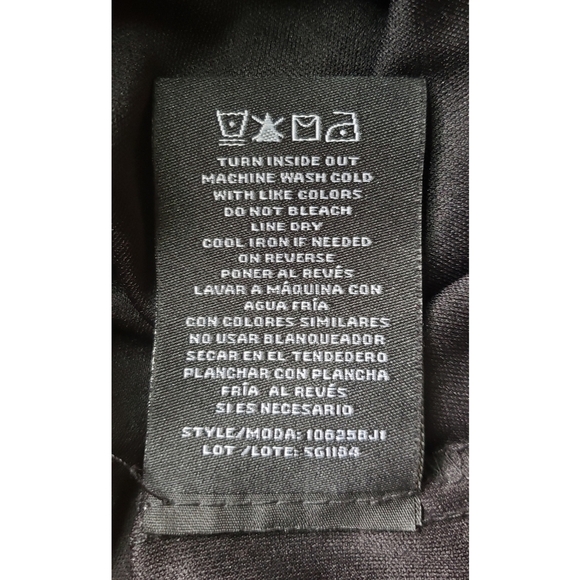 TURN INSIDE OUT
MACHINE WASH COLD
WITH LIKE COLORS
DO NOT BLEACH
LINE DRY
COOL IRON IF NEEDED
ON REVERSE
PONER AL REVÉS
LAVAR A MÁQUINA CON
AGUA FRÍA
CON COLORES SIMILARES
NO USAR BLANQUEADOR
SECAR EN EL TENDEDERO
PLANCHAR CON PLANCHA
FRÍA AL REVÉS
SI ES NECESARIO
STYLE/MODA: 10625BJ1
LOT /LOTE: SG1184